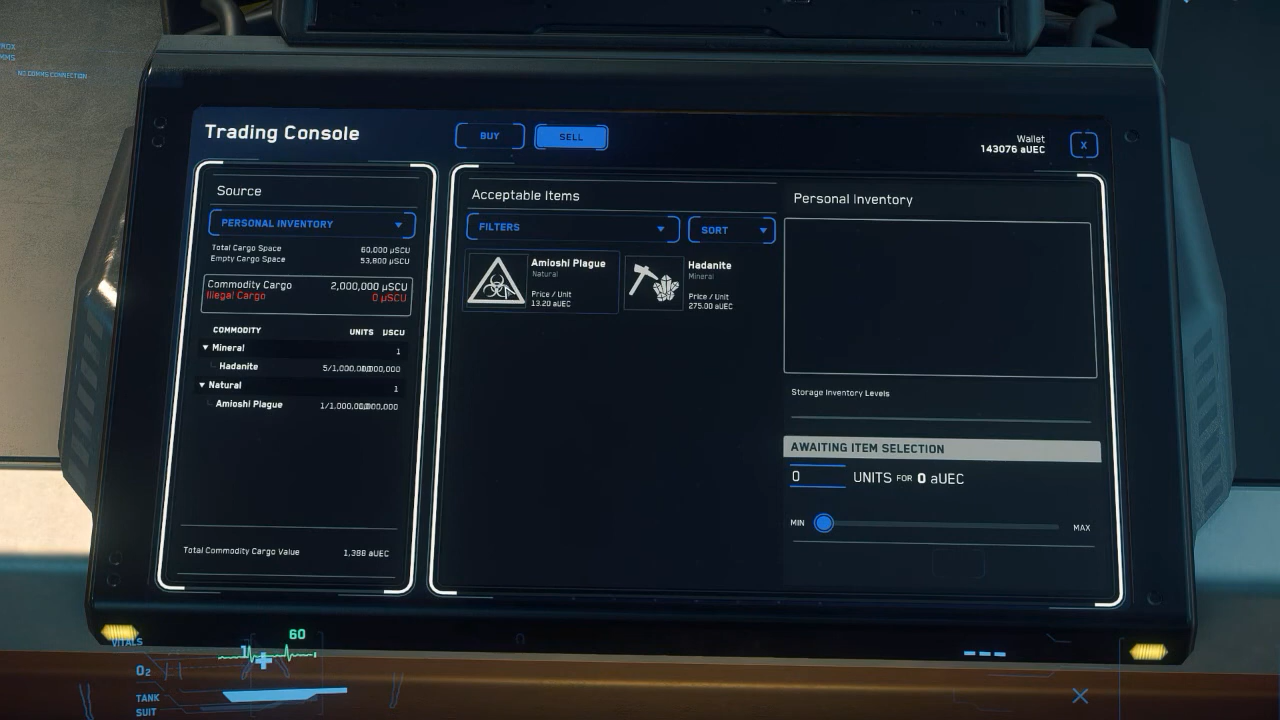 NO COMMS CONNECTION
Trading Console
BUY
SELL
Wallet
143076 aUEC
X
Source
PERSONAL INVENTORY
Total Cargo Space 60,000 µSCU
Empty Cargo Space 53,800 µSCU
Commodity Cargo 2,000,000 µSCU
Illegal Cargo 0 µSCU
COMMODITY UNITS µSCU
Mineral 1
Hadanite
Natural 1
Amioshi Plague
Total Commodity Cargo Value 1,388 aUEC
Acceptable Items
FILTERS
SORT
Amioshi Plague
Natural
Price / Unit
13.20 aUEC
Hadanite
Mineral
Price / Unit
275.00 aUEC
Personal Inventory
Storage Inventory Levels
AWAITING ITEM SELECTION
0 UNITS FOR 0 aUEC
MIN
MAX
VITALS
60
O2
TANK
SUIT